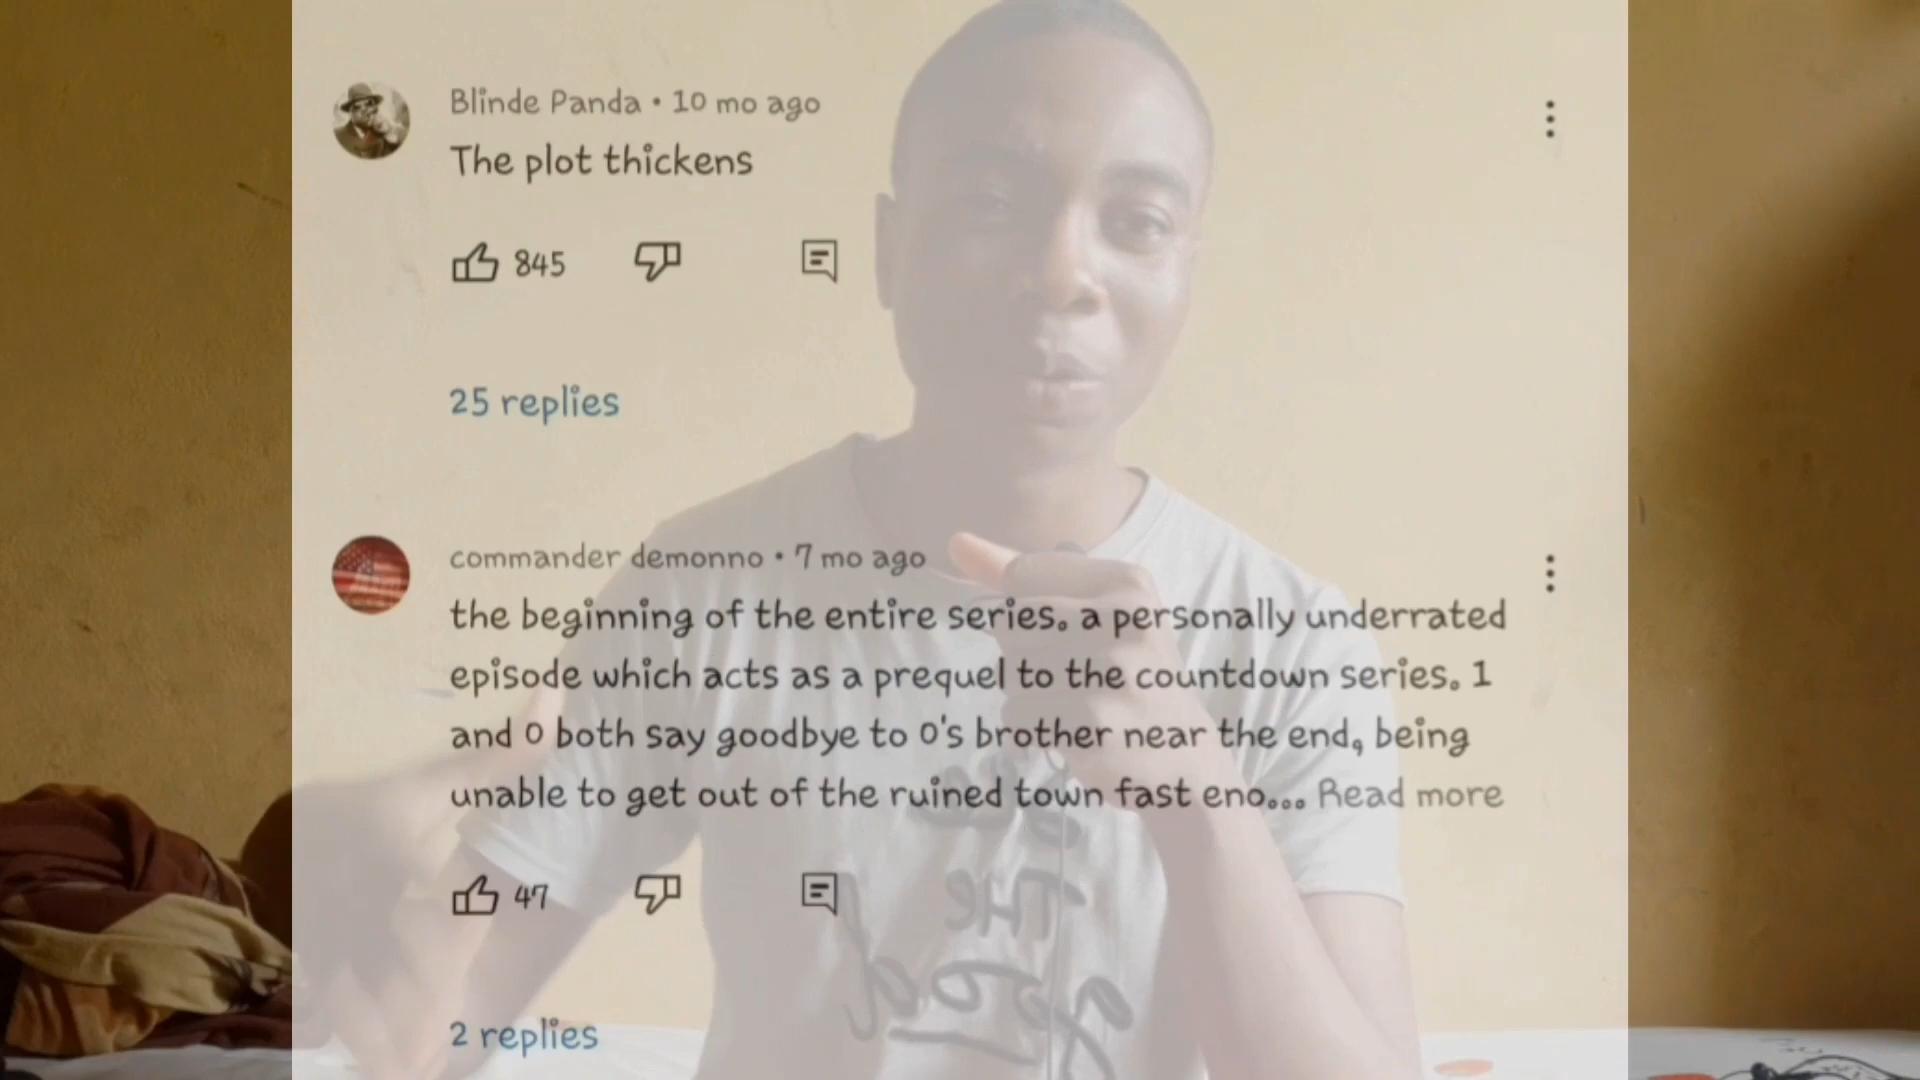 Blinde Panda • 10 mo ago
The plot thickens
845
25 replies
commander demonno • 7 mo ago
the beginning of the entire series. a personally underrated
episode which acts as a prequel to the countdown series. 1
and 0 both say goodbye to 0's brother near the end, being
unable to get out of the ruined town fast eno... Read more
47
THE
2 replies